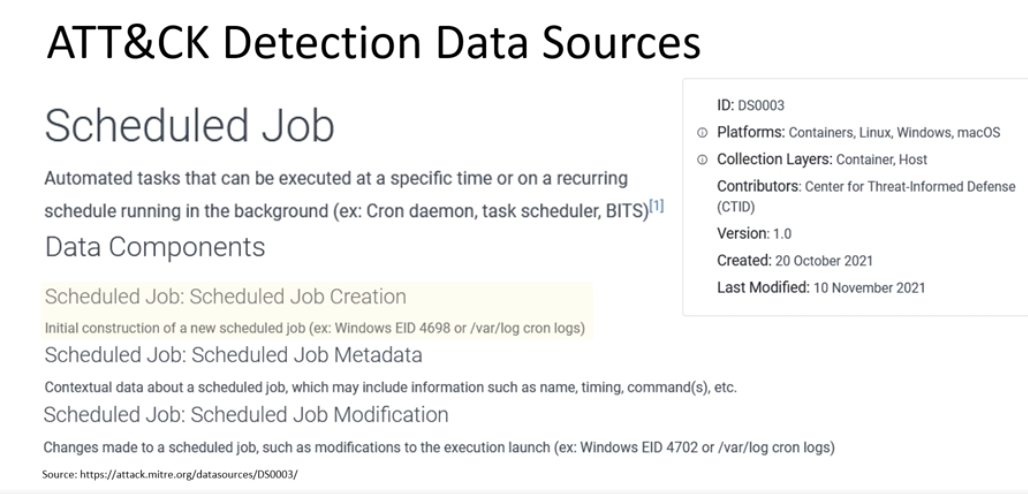 ATT&CK Detection Data Sources
Scheduled Job
Automated tasks that can be executed at a specific time or on a recurring
schedule running in the background (ex: Cron daemon, task scheduler, BITS)[1]
Data Components
Scheduled Job: Scheduled Job Creation
Initial construction of a new scheduled job (ex: Windows EID 4698 or /var/log cron logs)
Scheduled Job: Scheduled Job Metadata
Contextual data about a scheduled job, which may include information such as name, timing, command(s), etc.
Scheduled Job: Scheduled Job Modification
Changes made to a scheduled job, such as modifications to the execution launch (ex: Windows EID 4702 or /var/log cron logs)
Source: https://attack.mitre.org/datasources/DS0003/
ID: DS0003
Platforms: Containers, Linux, Windows, macOS
Collection Layers: Container, Host
Contributors: Center for Threat-Informed Defense
(CTID)
Version: 1.0
Created: 20 October 2021
Last Modified: 10 November 2021